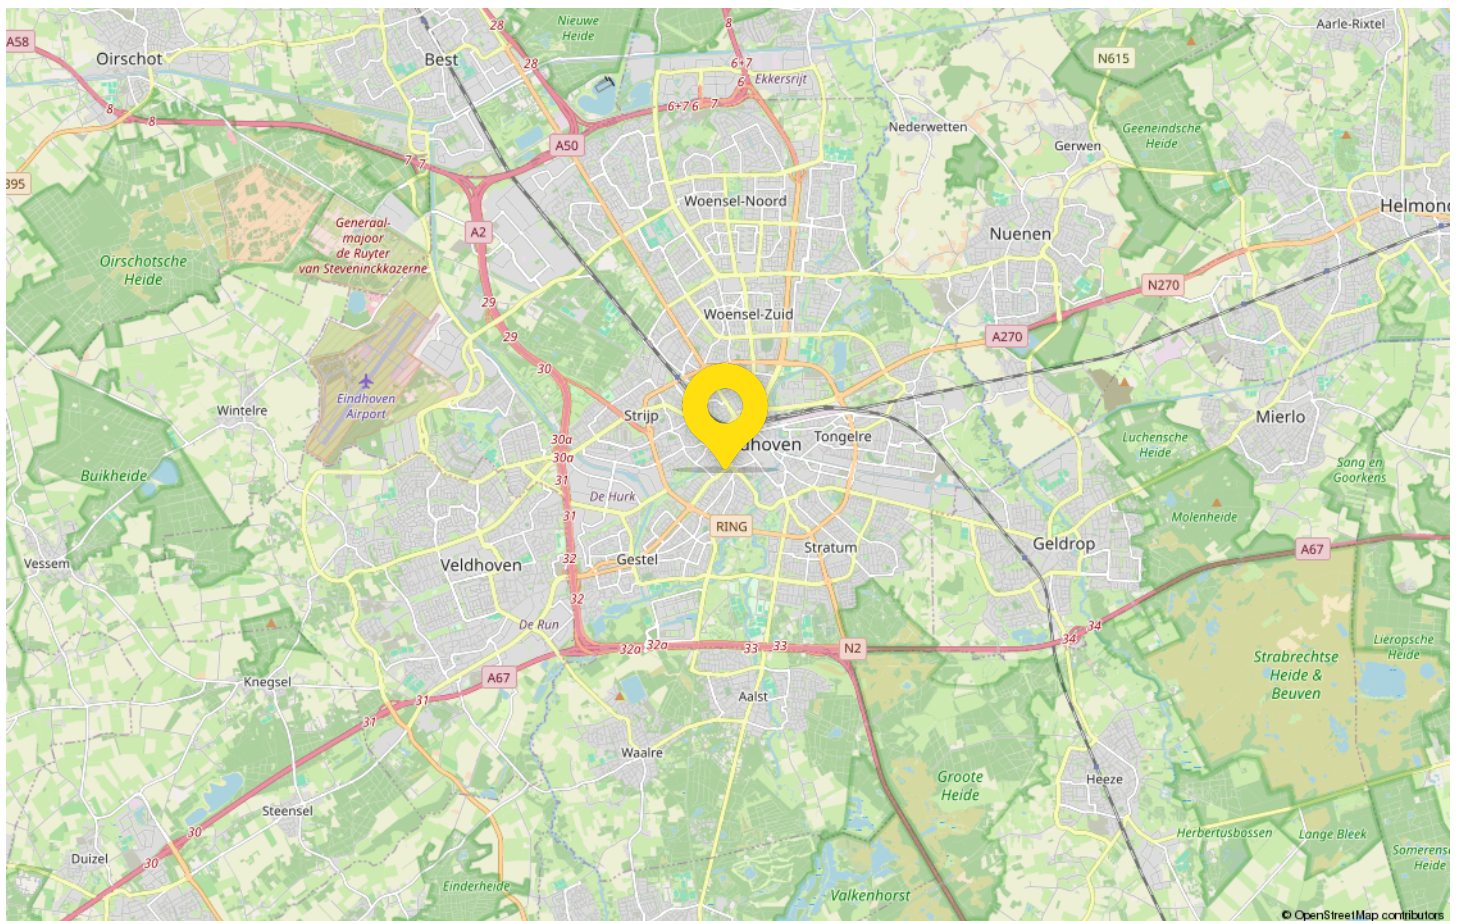 Nieuwe
Heide
28
8
Aarle-Rixtel
A58
Oirschot
Best
28
6+7
N615
Ekkersrijt
6
8
8
6+7 6
7
Nederwetten
Geeneindsche
Heide
A50
Gerwen
7
7
Woensel-Noord
Helmond
Generaal-
majoor
de Ruyter
van Steveninckkazerne
A2
Nuenen
Oirschotsche
Heide
N270
29
Woensel-Zuid
29
A270
30
Eindhoven
Airport
Wintelre
Strijp
Mierlo
30a
30a
dhoven
Tongelre
Luchensche
Heide
Buikheide
31
Sang en
Goorkens
De Hurk
31
RING
Molenheide
Vessem
32
Gestel
Stratum
Geldrop
A67
Veldhoven
32
De Run
34
34
32a
32a
33
33
N2
Lieropsche
Heide
Strabrechtse
Heide &
Beuven
Knegsel
A67
31
31
Aalst
Waalre
Groote
Heide
Heeze
Steensel
30
Herbertusbossen
Lange Bleek
Duizel
30
Einderheide
Valkenhorst
© OpenStreetMap contributors